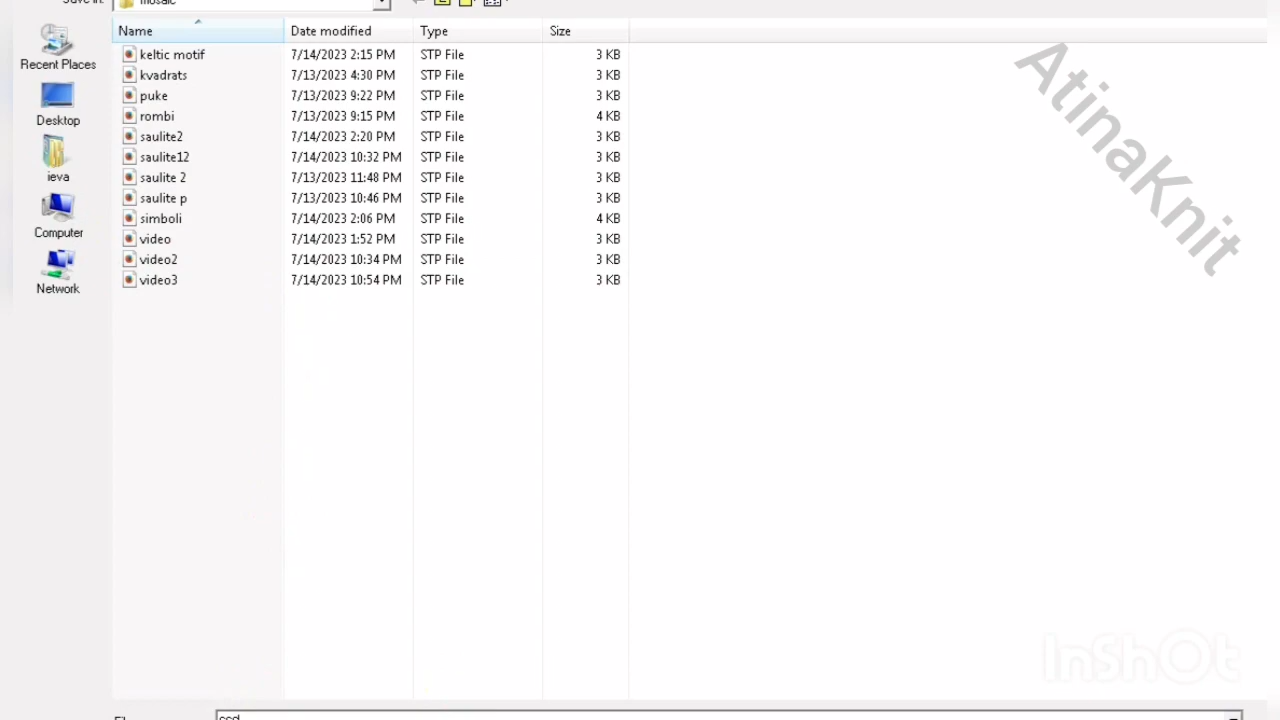 Save in: mosaic
Name Date modified Type Size
keltic motif 7/14/2023 2:15 PM STP File 3 KB
kvadrats 7/13/2023 4:30 PM STP File 3 KB
puke 7/13/2023 9:22 PM STP File 3 KB
rombi 7/13/2023 9:15 PM STP File 4 KB
saulite2 7/14/2023 2:20 PM STP File 3 KB
saulite12 7/14/2023 10:32 PM STP File 3 KB
saulite 2 7/13/2023 11:48 PM STP File 3 KB
saulite p 7/13/2023 10:46 PM STP File 3 KB
simboli 7/14/2023 2:06 PM STP File 4 KB
video 7/14/2023 1:52 PM STP File 3 KB
video2 7/14/2023 10:34 PM STP File 3 KB
video3 7/14/2023 10:54 PM STP File 3 KB
Recent Places
Desktop
ieva
Computer
Network
AtinaKnit
InShOt